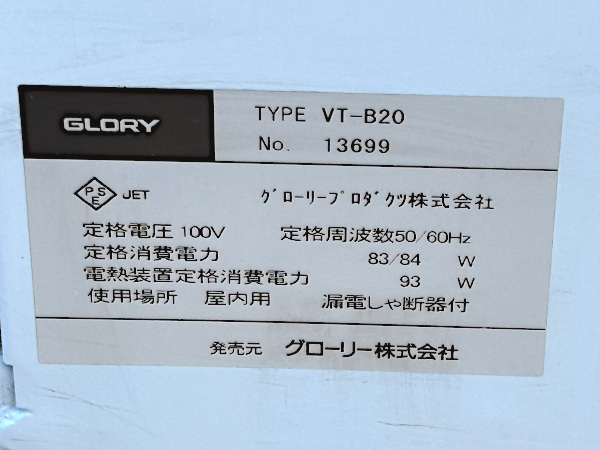 GLORY
TYPE VT-B20
No. 13699
PSE JET
グローリープロダクツ株式会社
定格電圧 100V 定格周波数50/60Hz
定格消費電力 83/84 W
電熱装置定格消費電力 93 W
使用場所 屋内用 漏電しゃ断器付
発売元 グローリー株式会社